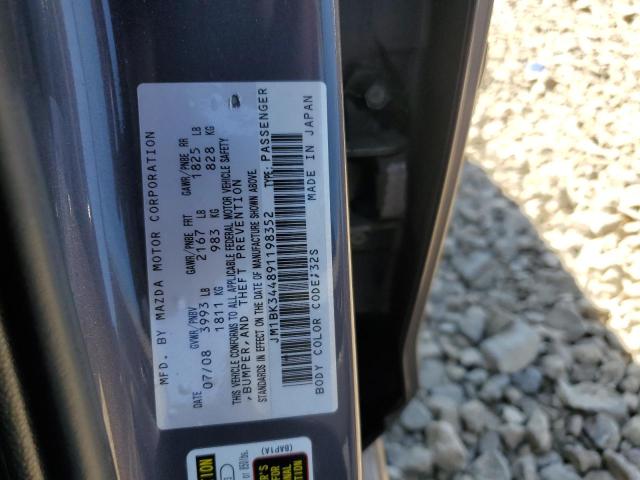 MFD. BY MAZDA MOTOR CORPORATION
DATE GVWR/PNBV GAWR/PNBE FRT GAWR/PNBE RR
07/08 3993 LB 2167 LB 1825 LB
1811 KG 983 KG 828 KG
THIS VEHICLE CONFORMS TO ALL APPLICABLE FEDERAL MOTOR VEHICLE SAFETY
, BUMPER, AND THEFT PREVENTION
STANDARDS IN EFFECT ON THE DATE OF MANUFACTURE SHOWN ABOVE.
JM1BK344891198352 TYPE: PASSENGER
BODY COLOR CODE:32S MADE IN JAPAN
(BAP1A)